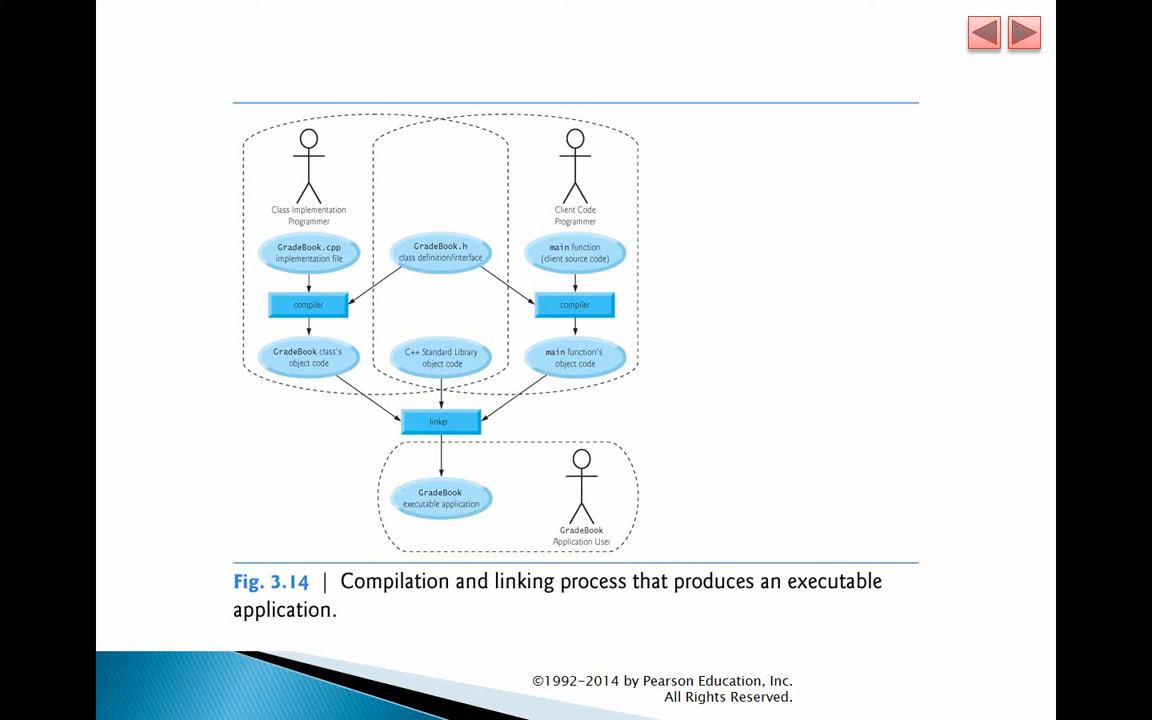 Class Implementation
Programmer
Client Code
Programmer
GradeBook.cpp
implementation file
GradeBook.h
class definition/interface
main function
(client source code)
compiler
compiler
GradeBook class's
object code
C++ Standard Library
object code
main function's
object code
linker
GradeBook
executable application
GradeBook
Application User
Fig. 3.14 | Compilation and linking process that produces an executable
application.
©1992-2014 by Pearson Education, Inc.
All Rights Reserved.